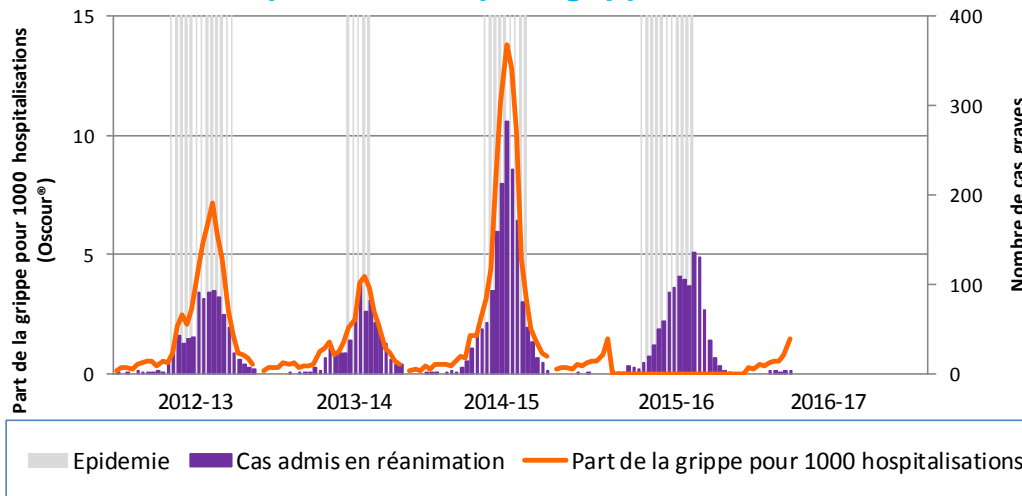 15
10
5
0
400
300
200
100
0
Part de la grippe pour 1000 hospitalisations
(Oscour®)
Nombre de cas graves
2012-13
2013-14
2014-15
2015-16
2016-17
Epidemie
Cas admis en réanimation
Part de la grippe pour 1000 hospitalisations